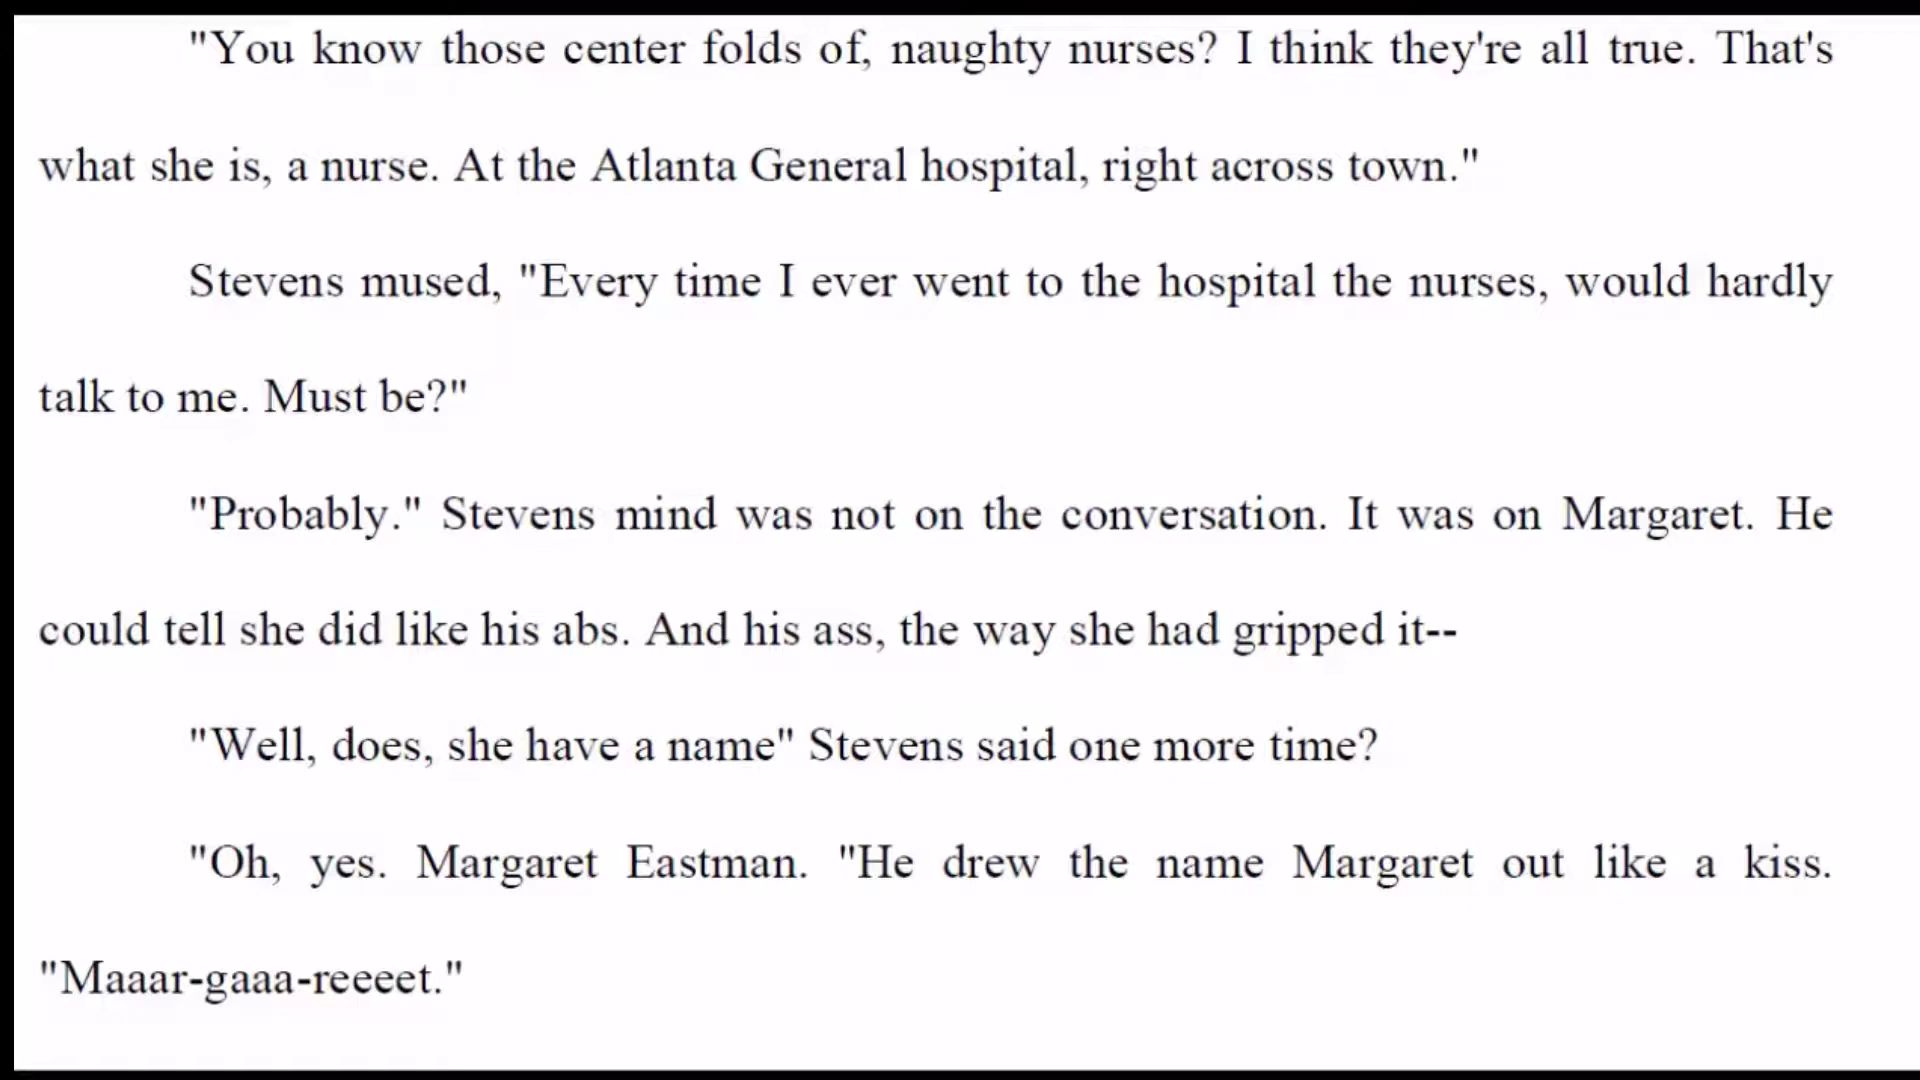 "You know those center folds of, naughty nurses? I think they're all true. That's
what she is, a nurse. At the Atlanta General hospital, right across town."
Stevens mused, "Every time I ever went to the hospital the nurses, would hardly
talk to me. Must be?"
"Probably." Stevens mind was not on the conversation. It was on Margaret. He
could tell she did like his abs. And his ass, the way she had gripped it--
"Well, does, she have a name" Stevens said one more time?
"Oh, yes. Margaret Eastman. "He drew the name Margaret out like a kiss.
"Maaar-gaaa-reeeet."